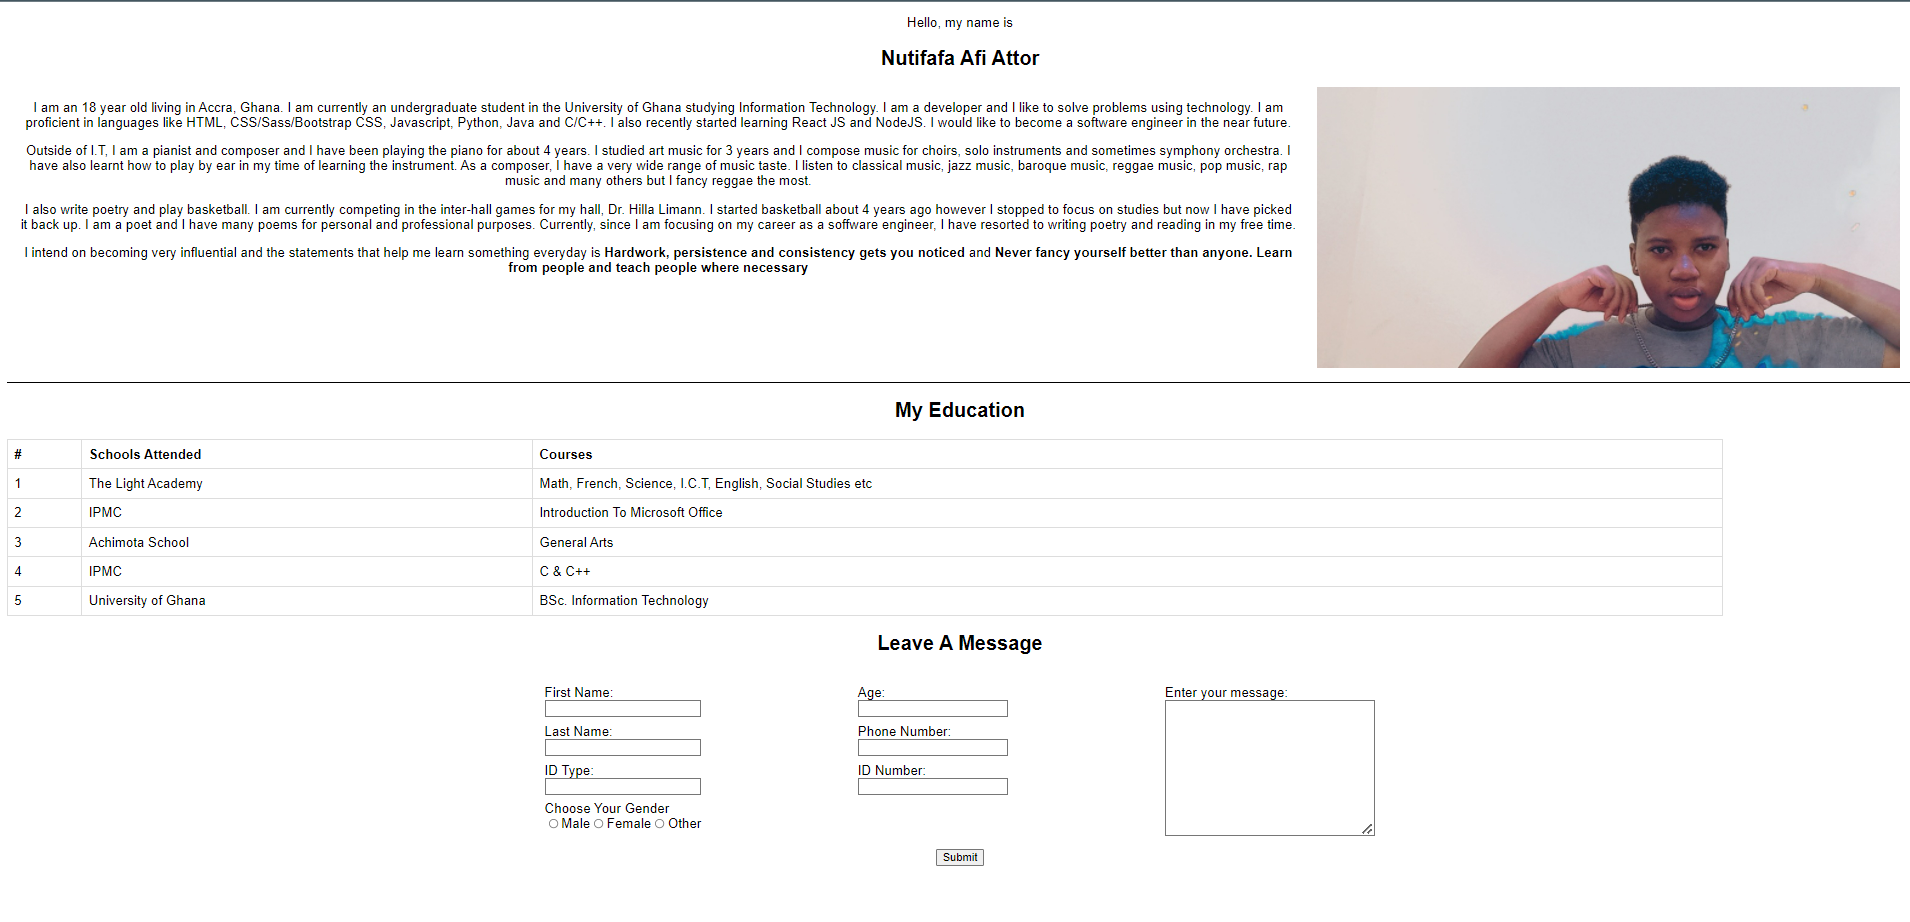 Hello, my name is
Nutifafa Afi Attor
I am an 18 year old living in Accra, Ghana. I am currently an undergraduate student in the University of Ghana studying Information Technology. I am a developer and I like to solve problems using technology. I am
proficient in languages like HTML, CSS/Sass/Bootstrap CSS, Javascript, Python, Java and C/C++. I also recently started learning React JS and NodeJS. I would like to become a software engineer in the near future.
Outside of I.T, I am a pianist and composer and I have been playing the piano for about 4 years. I studied art music for 3 years and I compose music for choirs, solo instruments and sometimes symphony orchestra. I
have also learnt how to play by ear in my time of learning the instrument. As a composer, I have a very wide range of music taste. I listen to classical music, jazz music, baroque music, reggae music, pop music, rap
music and many others but I fancy reggae the most.
I also write poetry and play basketball. I am currently competing in the inter-hall games for my hall, Dr. Hilla Limann. I started basketball about 4 years ago however I stopped to focus on studies but now I have picked
it back up. I am a poet and I have many poems for personal and professional purposes. Currently, since I am focusing on my career as a soffware engineer, I have resorted to writing poetry and reading in my free time.
I intend on becoming very influential and the statements that help me learn something everyday is Hardwork, persistence and consistency gets you noticed and Never fancy yourself better than anyone. Learn
from people and teach people where necessary
My Education
# Schools Attended Courses
1 The Light Academy Math, French, Science, I.C.T, English, Social Studies etc
2 IPMC Introduction To Microsoft Office
3 Achimota School General Arts
4 IPMC C & C++
5 University of Ghana BSc. Information Technology
Leave A Message
First Name: Age: Enter your message:
Last Name: Phone Number:
ID Type: ID Number:
Choose Your Gender
Male Female Other
Submit